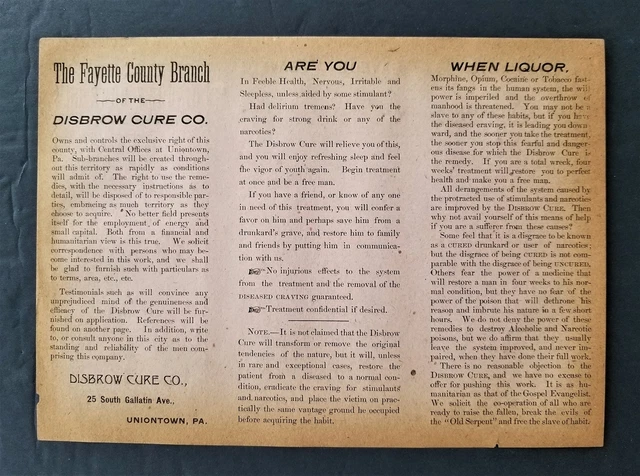 The Fayette County Branch
OF THE
DISBROW CURE CO.
Owns and controls the exclusive right of this
county, with Central Offices at Uniontown,
Pa. Sub-branches will be created through-
out this territory as rapidly as conditions
will admit of. The right to use the reme-
dies, with the necessary instructions as to
detail, will be disposed of to responsible par-
ties, embracing as much territory as they
choose to acquire. No better field presents
itself for the employment of energy and
small capital. Both from a financial and
humanitarian view is this true. We solicit
correspondence with persons who may be-
come interested in this work, and we shall
be glad to furnish such with particulars as
to terms, area, etc., etc.
Testimonials such as will convince any
unprejudiced mind of the genuineness and
efficacy of the Disbrow Cure will be fur-
nished on application. References will be
found on another page. In addition, write
to, or consult anyone in this city as to the
standing and reliability of the men com-
prising this company.
DISBROW CURE CO.,
25 South Gallatin Ave.,
UNIONTOWN, PA.
ARE YOU
In Feeble Health, Nervous, Irritable and
Sleepless, unless aided by some stimulant?
Had delirium tremens? Have you the
craving for strong drink or any of the
narcotics?
The Disbrow Cure will relieve you of this,
and you will enjoy refreshing sleep and feel
the vigor of youth again. Begin treatment
at once and be a free man.
If you have a friend, or know of any one
in need of this treatment, you will confer a
favor on him and perhaps save him from a
drunkard's grave, and restore him to family
and friends by putting him in communica-
tion with us.
☞No injurious effects to the system
from the treatment and the removal of the
DISEASED CRAVING guaranteed.
☞Treatment confidential if desired.
NOTE.—It is not claimed that the Disbrow
Cure will transform or remove the original
tendencies of the nature, but it will, unless
in rare and exceptional cases, restore the
patient from a diseased to a normal con-
dition, eradicate the craving for stimulants
and narcotics, and place the victim on prac-
tically the same vantage ground he occupied
before acquiring the habit.
WHEN LIQUOR,
Morphine, Opium, Cocaine or Tobacco fast-
ens its fangs in the human system, the will
power is imperiled and the overthrow of
manhood is threatened. You may not be a
slave to any of these habits, but if you have
the diseased craving, it is leading you down-
ward, and the sooner you take the treatment,
the sooner you stop this fearful and danger-
ous disease for which the Disbrow Cure is
the remedy. If you are a total wreck, four
weeks' treatment will restore you to perfect
health and make you a free man.
All derangements of the system caused by
the protracted use of stimulants and narcotics
are improved by the DISBROW CURE. Then
why not avail yourself of this means of help
if you are a sufferer from these causes?
Some feel that it is a disgrace to be known
as a CURED drunkard or user of narcotics;
but the disgrace of being CURED is not com-
parable with the disgrace of being UNCURED.
Others fear the power of a medicine that
will restore a man in four weeks to his nor-
mal condition, but they have no fear of the
power of the poison that will dethrone his
reason and imbrute his nature in a few short
hours. We do not deny the power of these
remedies to destroy Alcoholic and Narcotic
poisons, but we do affirm that they usually
leave the system improved, and never im-
paired, when they have done their full work.
There is no reasonable objection to the
DISBROW CURE, and we have no excuse to
offer for pushing this work. It is as hu-
manitarian as that of the Gospel Evangelist.
We solicit the co-operation of all who are
ready to raise the fallen, break the evils of
the "Old Serpent" and free the slave of habit.